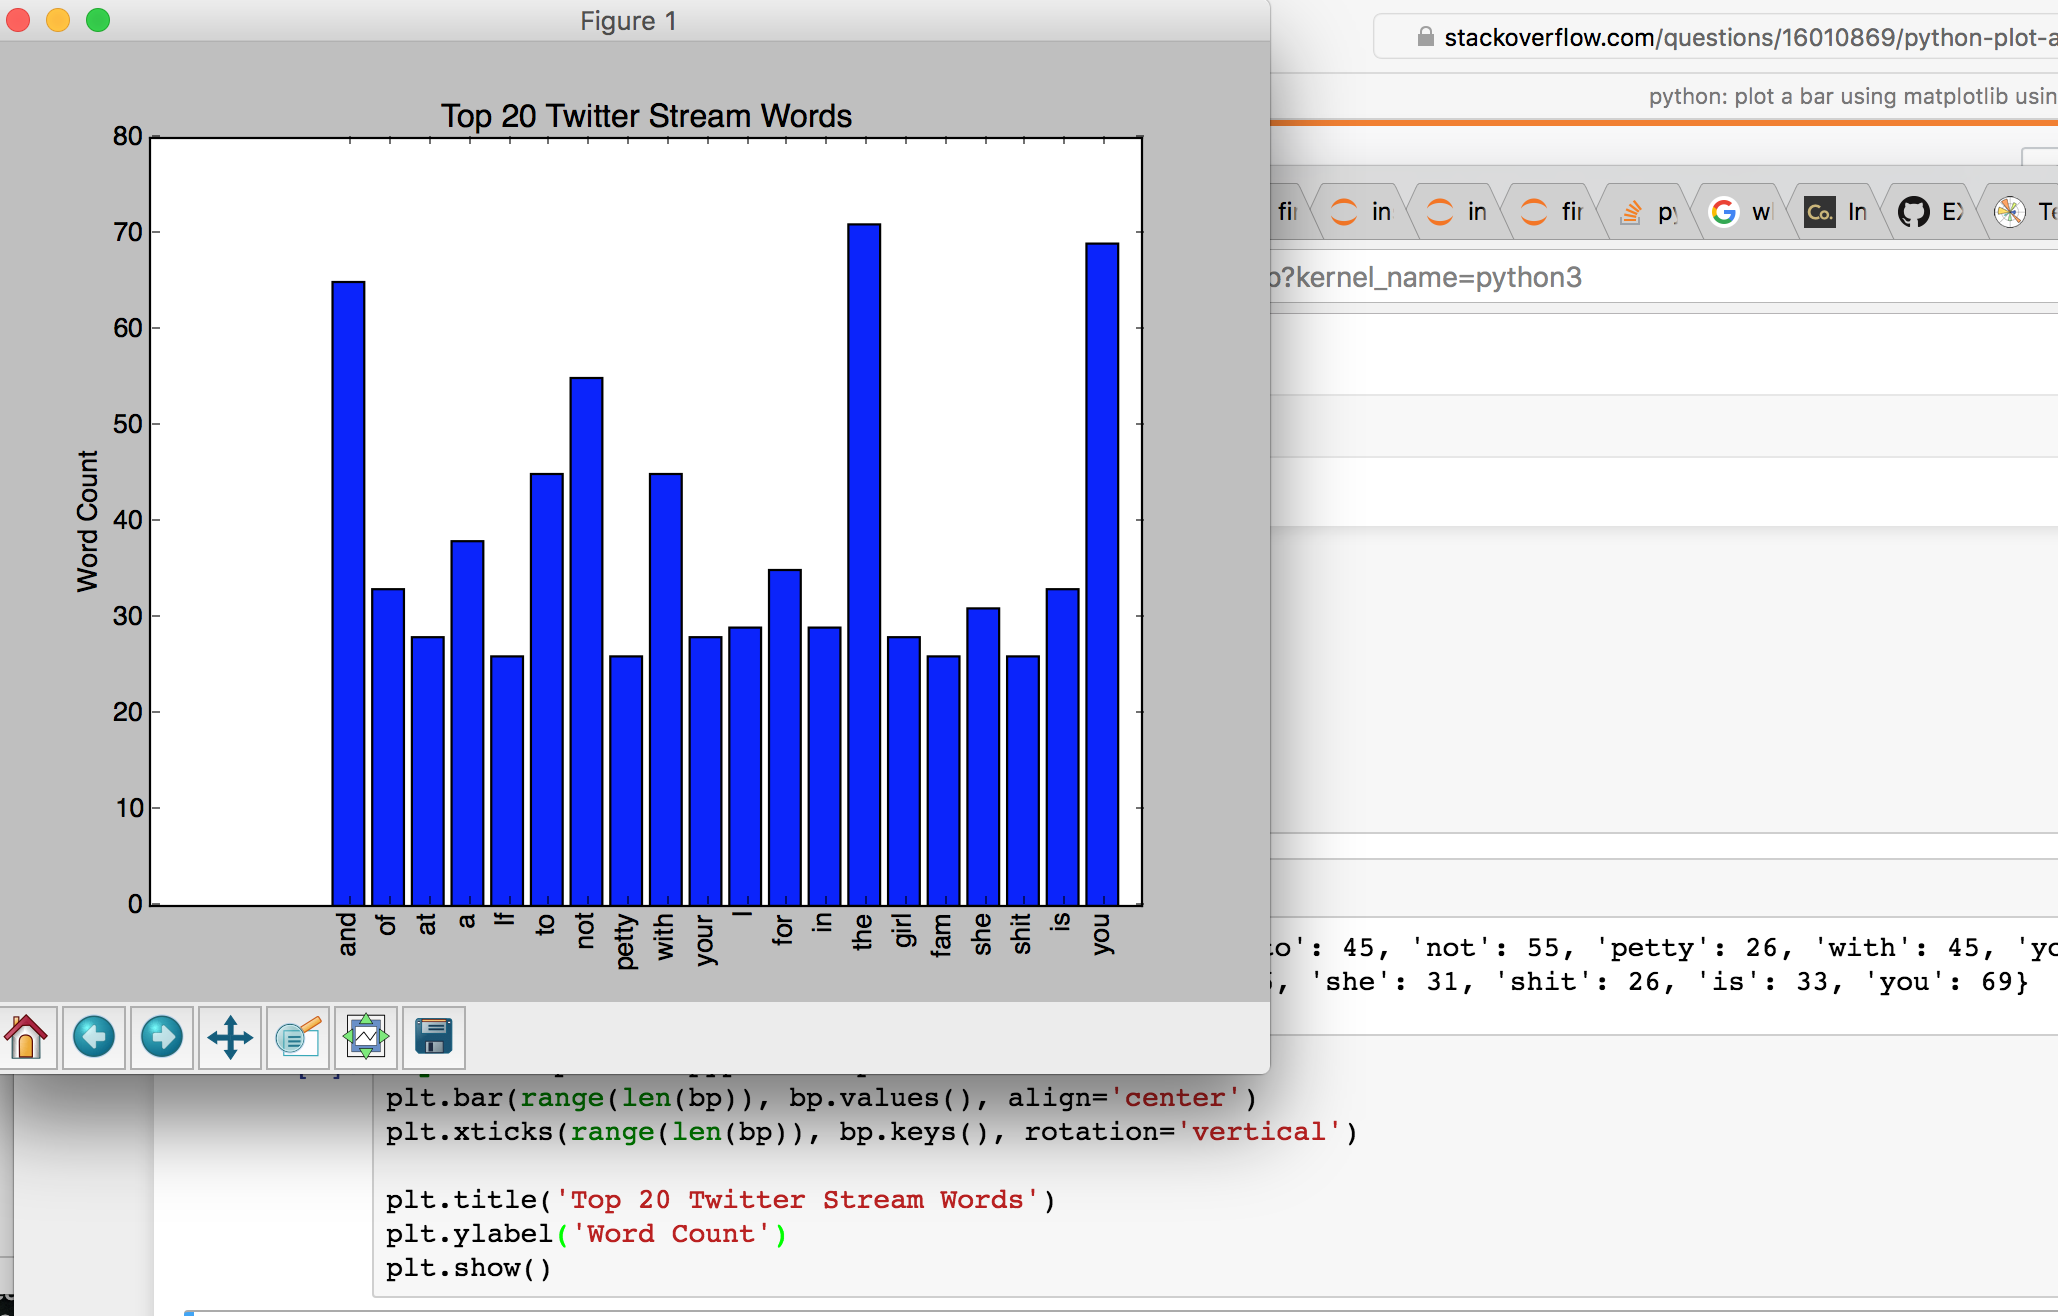 Figure 1
stackoverflow.com/questions/16010869/python-plot-a
python: plot a bar using matplotlib usin
fir in in fir py w Co. In EX Te
?kernel_name=python3
Top 20 Twitter Stream Words
Word Count
80
70
60
50
40
30
20
10
0
and of at a If to not petty with your I for in the girl fam she shit is you
to': 45, 'not': 55, 'petty': 26, 'with': 45, 'yo
, 'she': 31, 'shit': 26, 'is': 33, 'you': 69}
plt.bar(range(len(bp)), bp.values(), align='center')
plt.xticks(range(len(bp)), bp.keys(), rotation='vertical')
plt.title('Top 20 Twitter Stream Words')
plt.ylabel('Word Count')
plt.show()